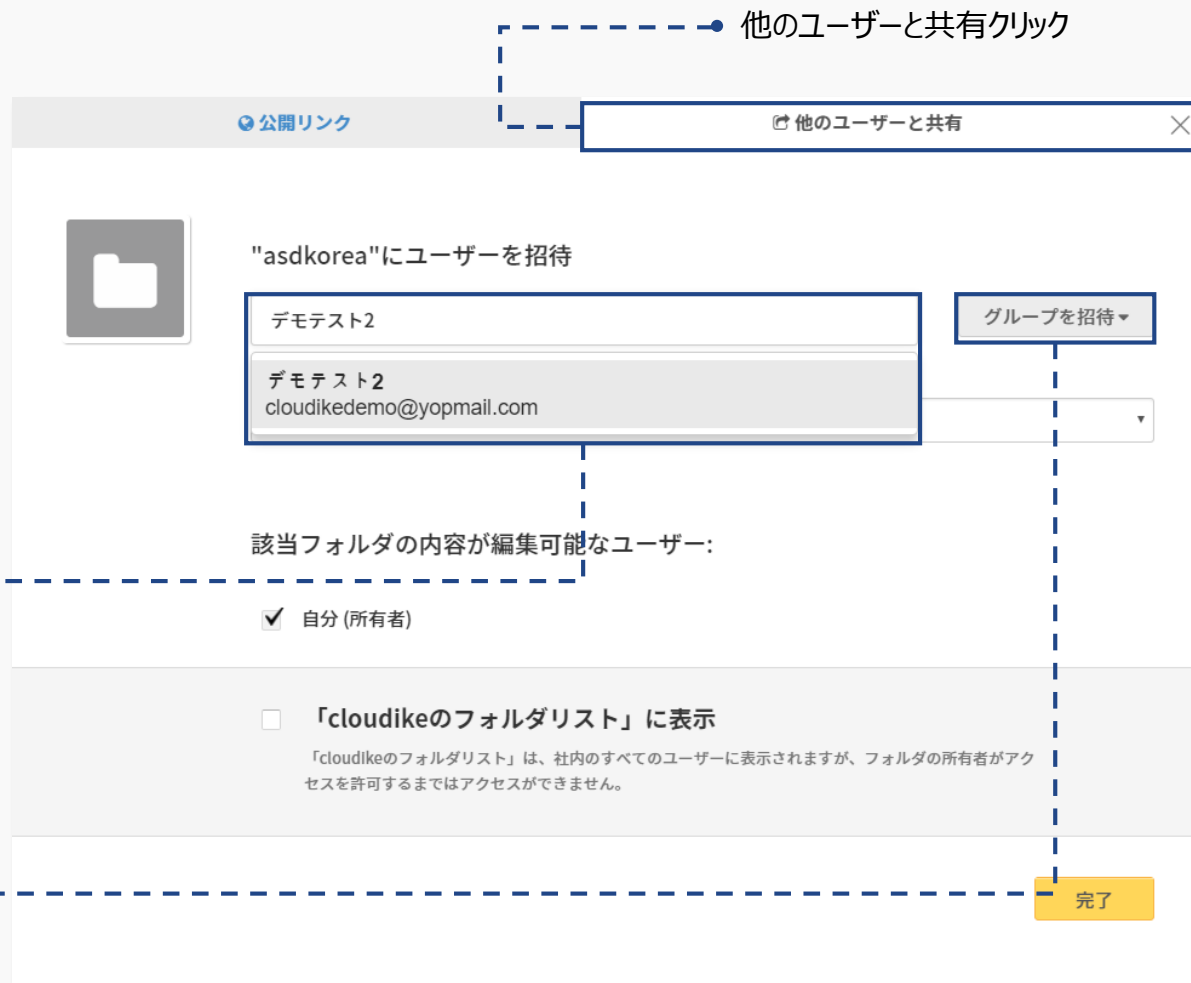 他のユーザーと共有クリック
公開リンク
他のユーザーと共有
"asdkorea"にユーザーを招待
デモテスト2
グループを招待
デモテスト2
cloudikedemo@yopmail.com
該当フォルダの内容が編集可能なユーザー:
自分 (所有者)
「cloudikeのフォルダリスト」に表示
「cloudikeのフォルダリスト」は、社内のすべてのユーザーに表示されますが、フォルダの所有者がアク
セスを許可するまではアクセスができません。
完了